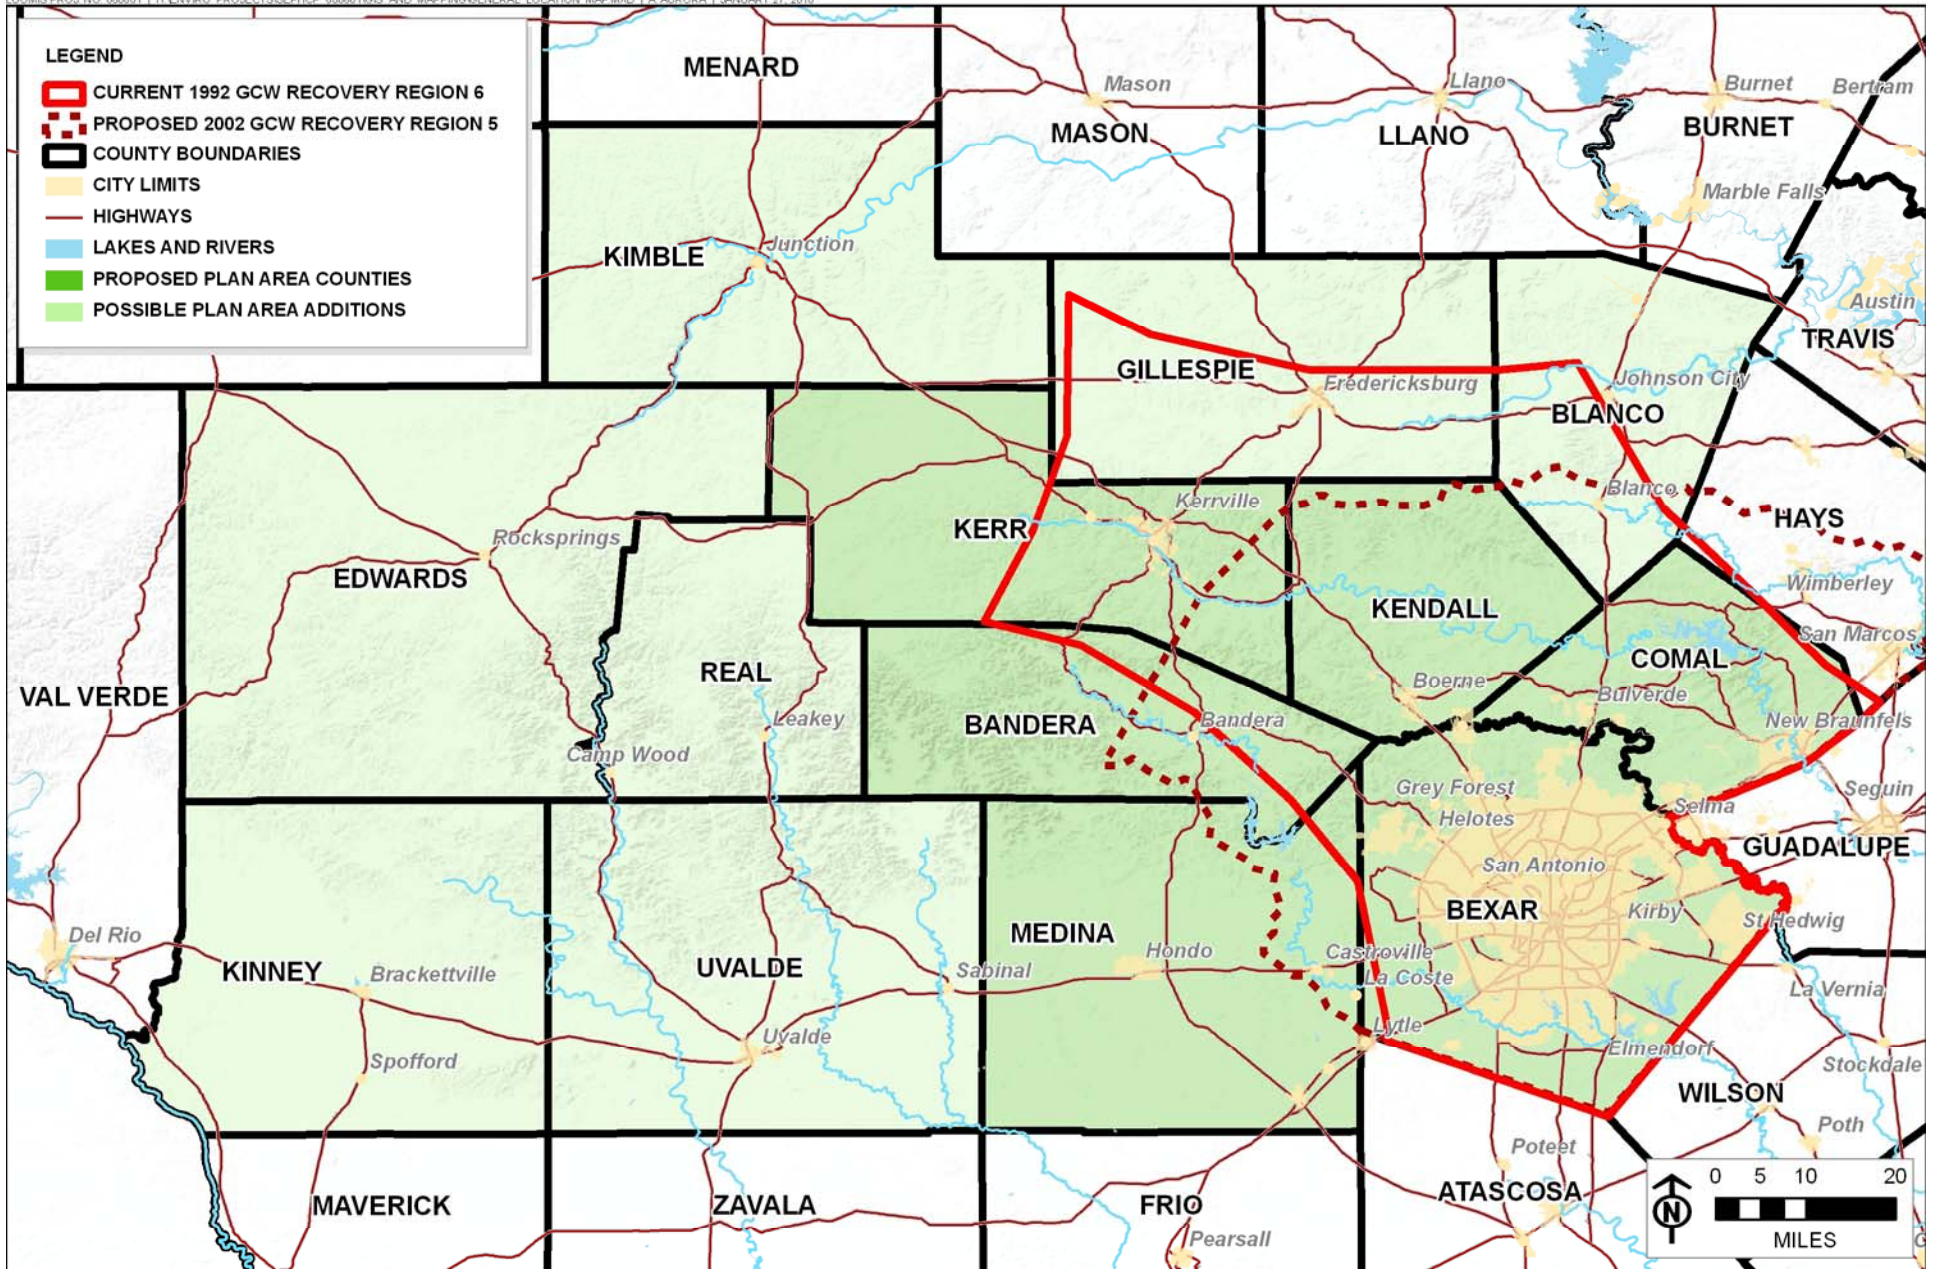 LEGEND
CURRENT 1992 GCW RECOVERY REGION 6
PROPOSED 2002 GCW RECOVERY REGION 5
COUNTY BOUNDARIES
CITY LIMITS
HIGHWAYS
LAKES AND RIVERS
PROPOSED PLAN AREA COUNTIES
POSSIBLE PLAN AREA ADDITIONS
MENARD
Mason
MASON
Llano
LLANO
Burnet
Bertram
BURNET
Marble Falls
KIMBLE
Junction
Austin
TRAVIS
GILLESPIE
Fredericksburg
Johnson City
BLANCO
Blanco
HAYS
Kerrville
KERR
Rocksprings
EDWARDS
Wimberley
KENDALL
San Marcos
COMAL
REAL
VAL VERDE
Boerne
Bulverde
Leakey
BANDERA
Bandera
New Braunfels
Camp Wood
Grey Forest
Seguin
Selma
Helotes
GUADALUPE
San Antonio
BEXAR
Kirby
St Hedwig
MEDINA
Del Rio
Hondo
Castroville
KINNEY
Brackettville
UVALDE
Sabinal
La Coste
La Vernia
Lytle
Uvalde
Elmendorf
Spofford
Stockdale
WILSON
Poth
Poteet
MAVERICK
ZAVALA
FRIO
ATASCOSA
Pearsall
N
0 5 10 20
MILES